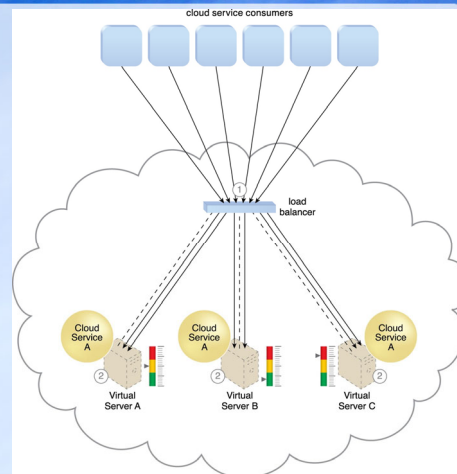 cloud service consumers
1
load
balancer
Cloud
Service
A
Cloud
Service
A
Cloud
Service
A
2
2
2
Virtual
Server A
Virtual
Server B
Virtual
Server C